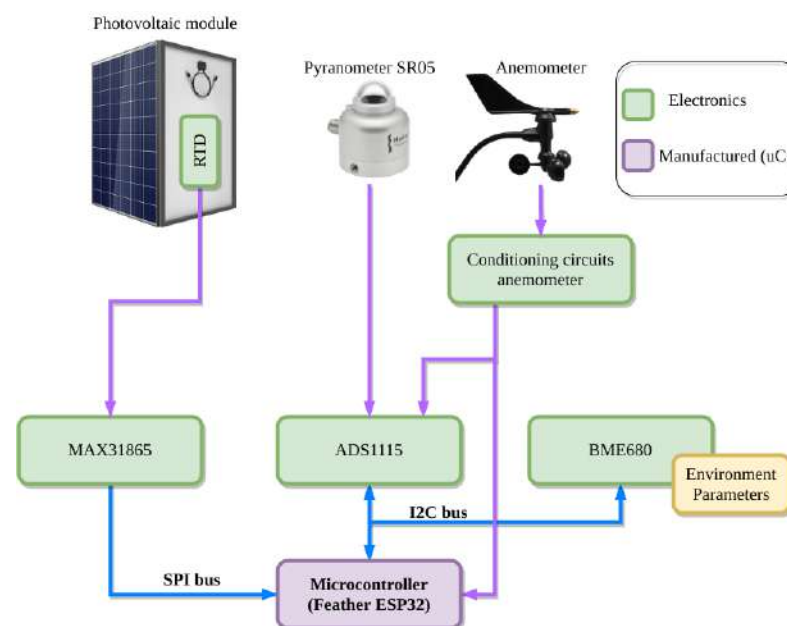 Photovoltaic module
Pyranometer SR05
Anemometer
Electronics
Manufactured (uC
RTD
Conditioning circuits
anemometer
MAX31865
ADS1115
BME680
Environment
Parameters
I2C bus
SPI bus
Microcontroller
(Feather ESP32)